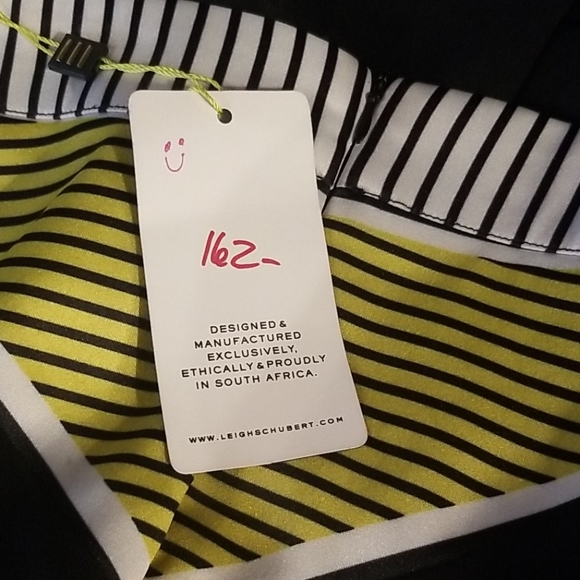 162-
DESIGNED &
MANUFACTURED
EXCLUSIVELY,
ETHICALLY & PROUDLY
IN SOUTH AFRICA.
WWW.LEIGHSCHUBERT.COM